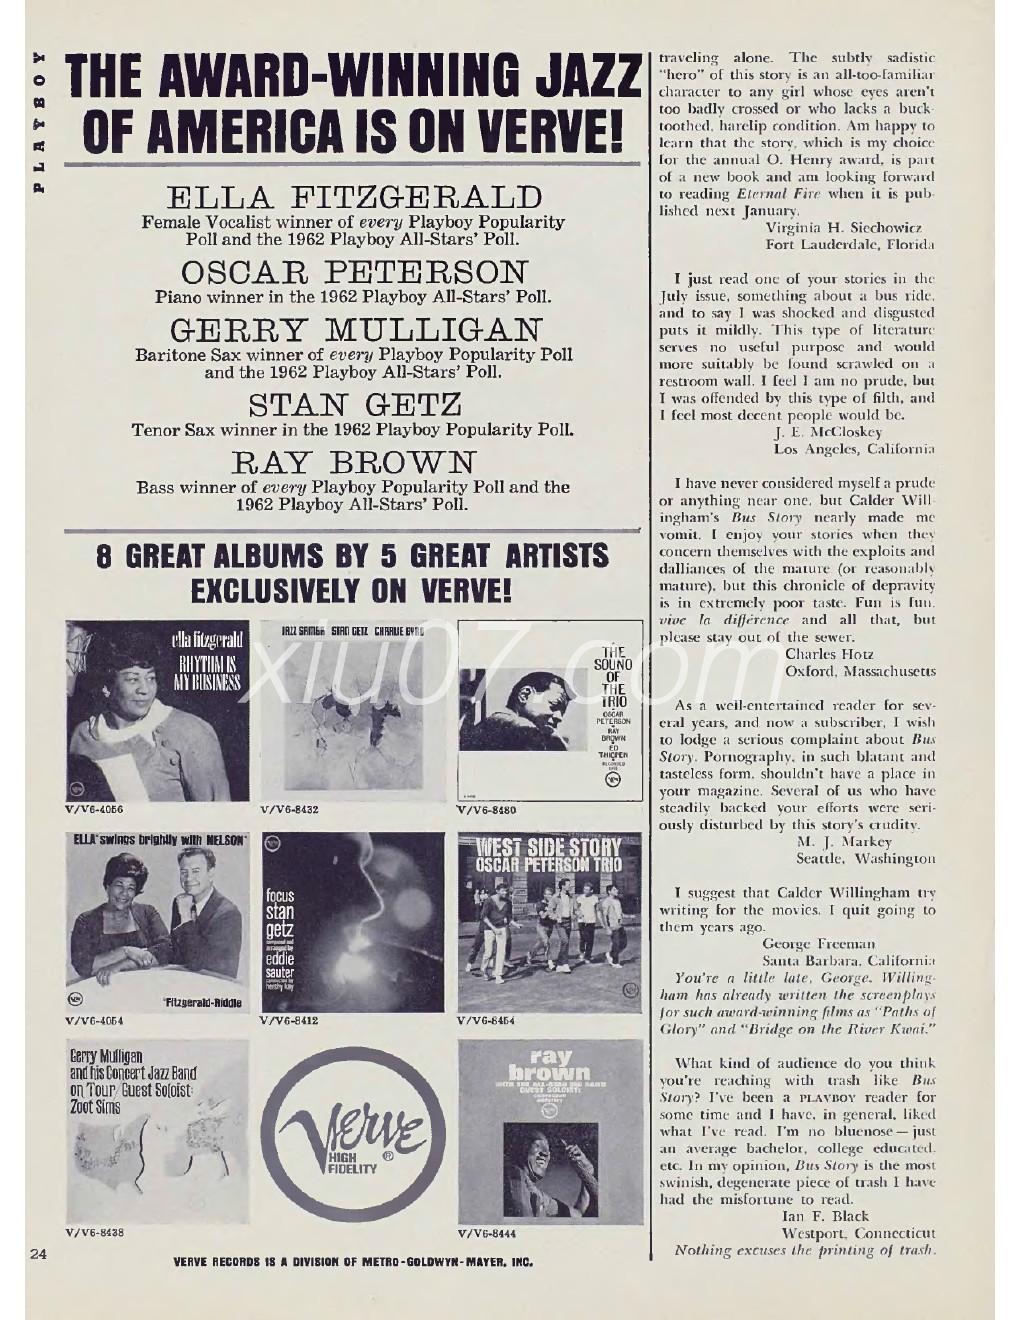 PLAYBOY
THE AWARD-WINNING JAZZ
OF AMERICA IS ON VERVE!
ELLA FITZGERALD
Female Vocalist winner of every Playboy Popularity
Poll and the 1962 Playboy All-Stars' Poll.
OSCAR PETERSON
Piano winner in the 1962 Playboy All-Stars' Poll.
GERRY MULLIGAN
Baritone Sax winner of every Playboy Popularity Poll
and the 1962 Playboy All-Stars' Poll.
STAN GETZ
Tenor Sax winner in the 1962 Playboy Popularity Poll.
RAY BROWN
Bass winner of every Playboy Popularity Poll and the
1962 Playboy All-Stars' Poll.
8 GREAT ALBUMS BY 5 GREAT ARTISTS
EXCLUSIVELY ON VERVE!
ella fitzgerald
RHYTHM IS
MY BUSINESS
V/V6-4056
JAZZ SAMBA STAN GETZ CHARLIE BYRD
V/V6-8432
THE
SOUND
OF
THE
TRIO
OSCAR
PETERSON
RAY
BROWN
ED
THIGPEN
V/V6-8480
ELLA swings brightly with NELSON
*Fitzgerald-Riddle
V/V6-4054
focus
stan
getz
composed and
arranged by
eddie
sauter
conducted by
hershy kay
V/V6-8412
WEST SIDE STORY
OSCAR PETERSON TRIO
V/V6-8454
Gerry Mulligan
and his Concert Jazz Band
on Tour/Guest Soloist:
Zoot Sims
V/V6-8438
Verve
HIGH ®
FIDELITY
ray
brown
WITH THE ALL-STAR BIG BAND
GUEST SOLOIST:
V/V6-8444
24
VERVE RECORDS IS A DIVISION OF METRO-GOLDWYN-MAYER, INC.
xiu07.com
traveling alone. The subtly sadistic
"hero" of this story is an all-too-familiar
character to any girl whose eyes aren't
too badly crossed or who lacks a buck-
toothed, harelip condition. Am happy to
learn that the story, which is my choice
for the annual O. Henry award, is part
of a new book and am looking forward
to reading Eternal Fire when it is pub-
lished next January.
Virginia H. Siechowicz
Fort Lauderdale, Florida
I just read one of your stories in the
July issue, something about a bus ride,
and to say I was shocked and disgusted
puts it mildly. This type of literature
serves no useful purpose and would
more suitably be found scrawled on a
restroom wall. I feel I am no prude, but
I was offended by this type of filth, and
I feel most decent people would be.
J. E. McCloskey
Los Angeles, California
I have never considered myself a prude
or anything near one, but Calder Will-
ingham's Bus Story nearly made me
vomit. I enjoy your stories when they
concern themselves with the exploits and
dalliances of the mature (or reasonably
mature), but this chronicle of depravity
is in extremely poor taste. Fun is fun,
vive la différence and all that, but
please stay out of the sewer.
Charles Hotz
Oxford, Massachusetts
As a well-entertained reader for sev-
eral years, and now a subscriber, I wish
to lodge a serious complaint about Bus
Story. Pornography, in such blatant and
tasteless form, shouldn't have a place in
your magazine. Several of us who have
steadily backed your efforts were seri-
ously disturbed by this story's crudity.
M. J. Markey
Seattle, Washington
I suggest that Calder Willingham try
writing for the movies. I quit going to
them years ago.
George Freeman
Santa Barbara, California
You're a little late, George. Willing-
ham has already written the screenplays
for such award-winning films as "Paths of
Glory" and "Bridge on the River Kwai."
What kind of audience do you think
you're reaching with trash like Bus
Story? I've been a PLAYBOY reader for
some time and I have, in general, liked
what I've read. I'm no bluenose — just
an average bachelor, college educated,
etc. In my opinion, Bus Story is the most
swinish, degenerate piece of trash I have
had the misfortune to read.
Ian F. Black
Westport, Connecticut
Nothing excuses the printing of trash.